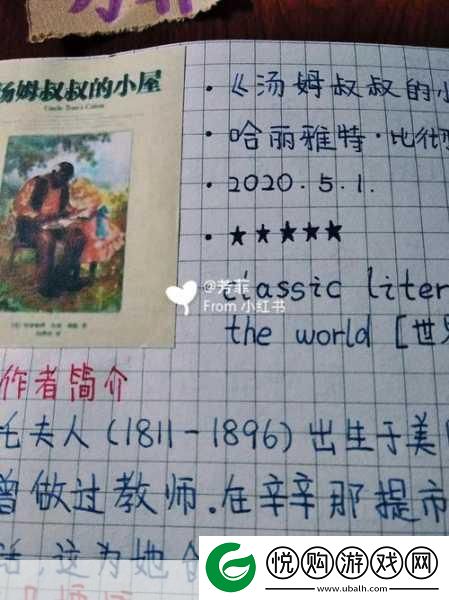 汤姆叔叔的小屋
Uncle Tom's Cabin
·《汤姆叔叔的小
·哈丽雅特·比彻
·2020.5.1.
·★★★★★
classic liter
the world [世界
@芳菲
From 小红书
作者简介
托夫人(1811-1896)出生于美
曾做过教师.在辛辛那提市
活,这为她
悦购游戏网
www.ubalh.com